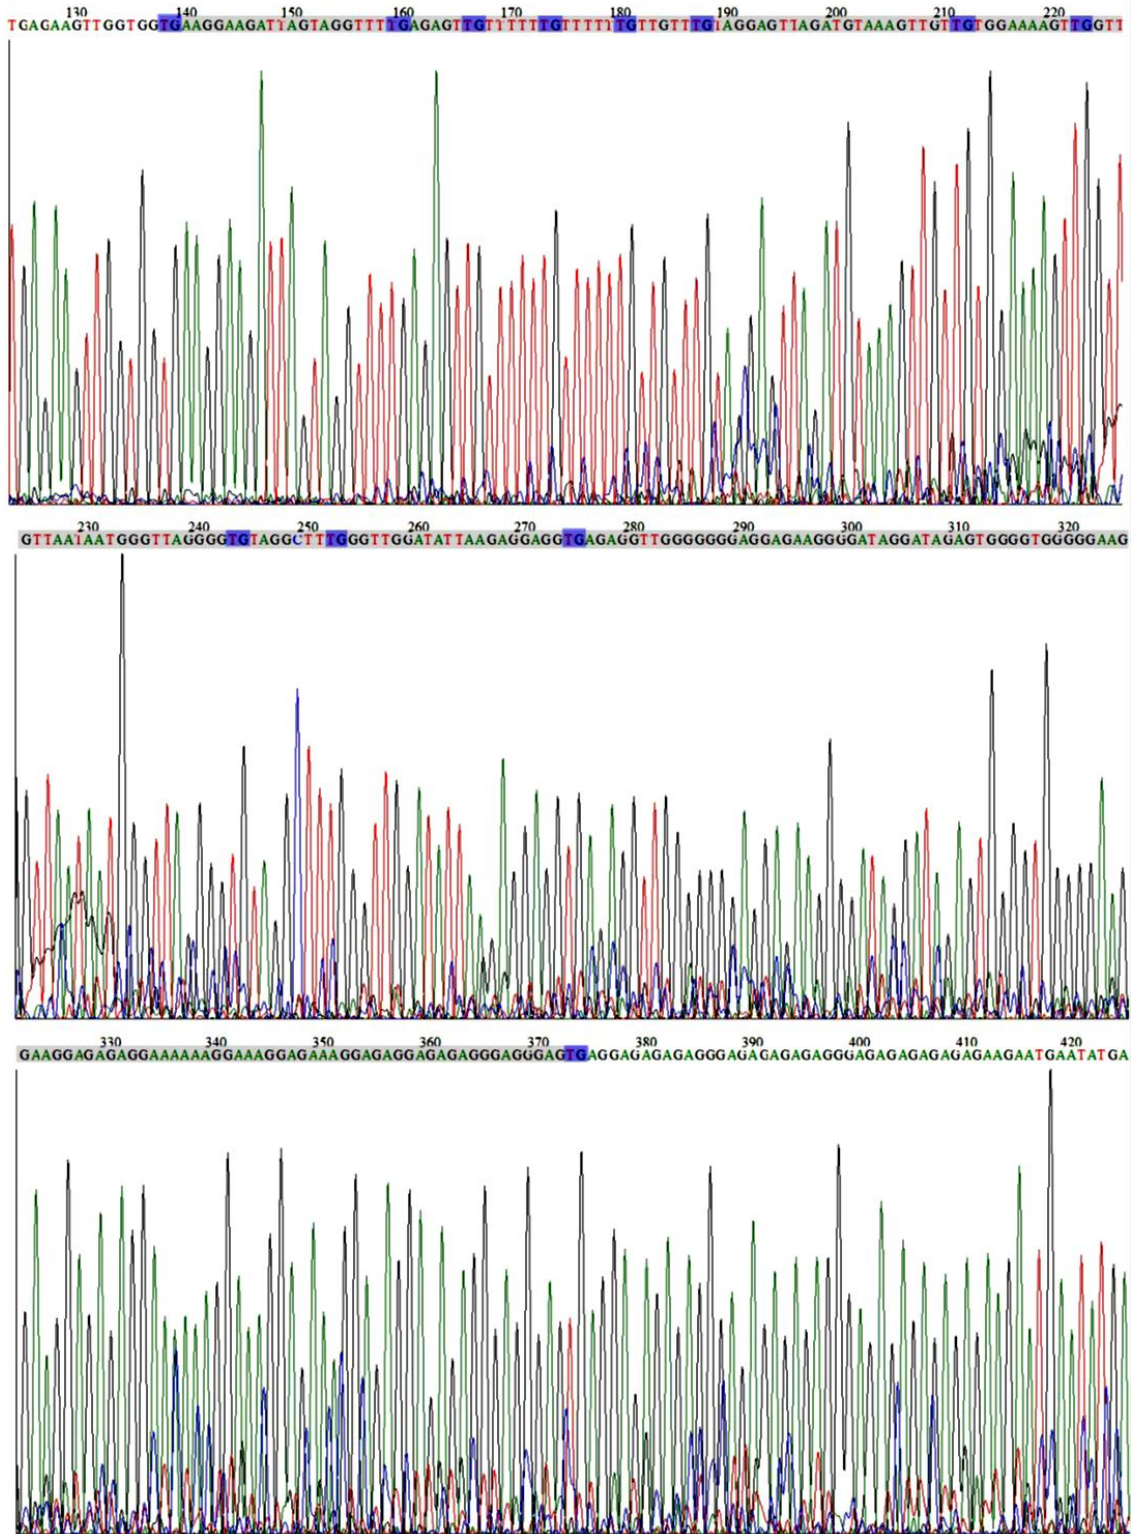 130 140 150 160 170 180 190 200 210 220
TGAGAAGTTGGTGGTGAAGGAAGATTAGTAGGTTTTGAGAGTTGTTTTTTGTTTTTTGTTGTTTGTAGGAGTTAGATGTAAAGTTGTTGTGGAAAAGTTGGTT
230 240 250 260 270 280 290 300 310 320
GTTAATAATGGGTTAGGGGTGTAGGCTTTTGGGTTGGATATTAAGAGGAGGTGAGAGGTTGGGGGGGAGGAGAAGGGGATAGGATAGAGTGGGGTGGGGGAAG
330 340 350 360 370 380 390 400 410 420
GAAGGAGAGAGGAAAAAAGGAAAGGAGAAAGGAGAGGAGAGAGGGAGGGAGTGAGGAGAGAGAGGGAGAGAGAGAGGGAGAGAGAGAGAGAAGAATGAATATGA